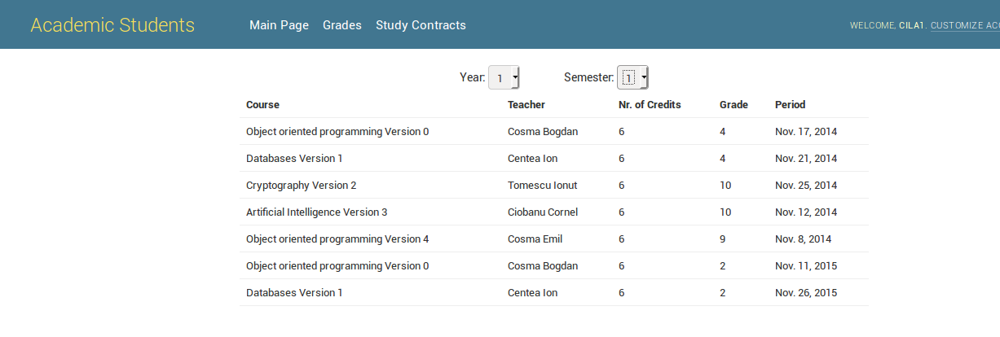 Academic Students Main Page Grades Study Contracts WELCOME, CILA1. CUSTOMIZE ACC
Year: 1 Semester: 1
Course Teacher Nr. of Credits Grade Period
Object oriented programming Version 0 Cosma Bogdan 6 4 Nov. 17, 2014
Databases Version 1 Centea Ion 6 4 Nov. 21, 2014
Cryptography Version 2 Tomescu Ionut 6 10 Nov. 25, 2014
Artificial Intelligence Version 3 Ciobanu Cornel 6 10 Nov. 12, 2014
Object oriented programming Version 4 Cosma Emil 6 9 Nov. 8, 2014
Object oriented programming Version 0 Cosma Bogdan 6 2 Nov. 11, 2015
Databases Version 1 Centea Ion 6 2 Nov. 26, 2015